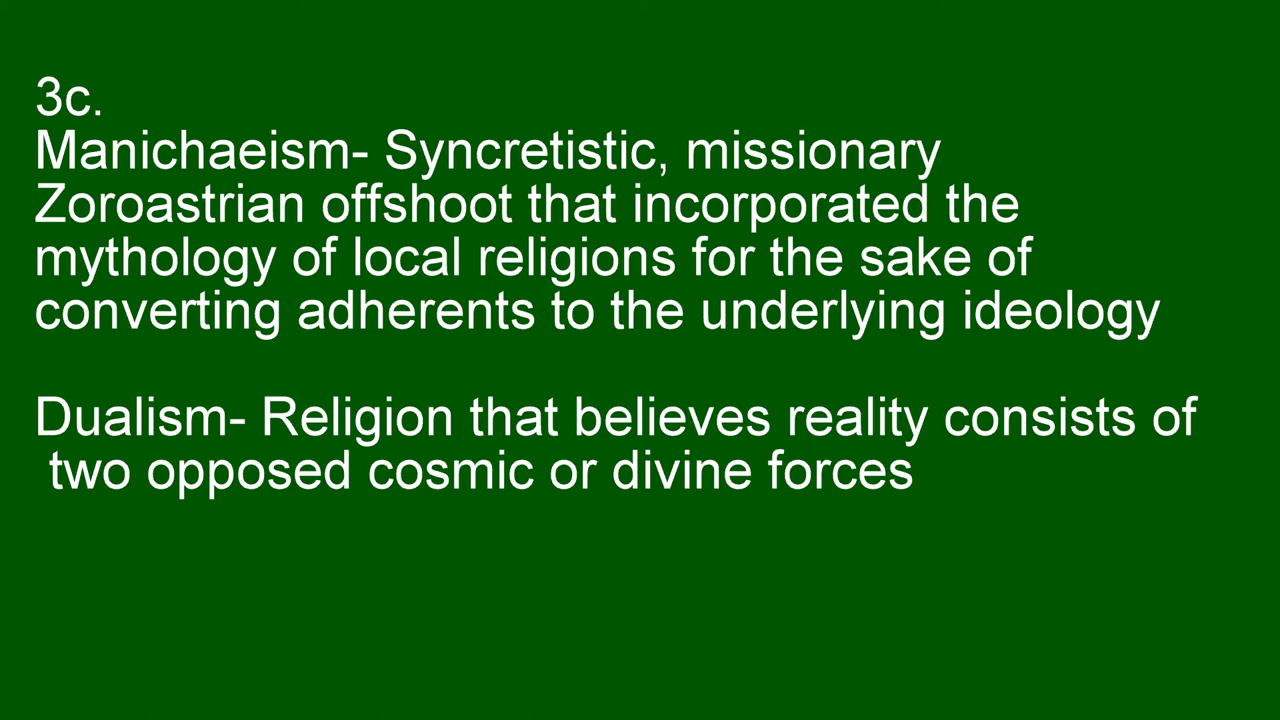 3c.
Manichaeism- Syncretistic, missionary
Zoroastrian offshoot that incorporated the
mythology of local religions for the sake of
converting adherents to the underlying ideology
Dualism- Religion that believes reality consists of
two opposed cosmic or divine forces